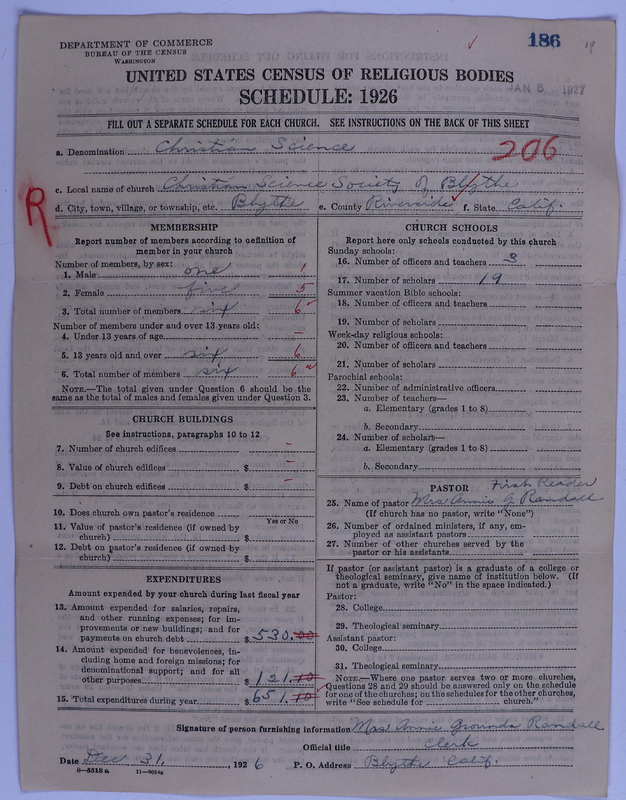 DEPARTMENT OF COMMERCE
BUREAU OF THE CENSUS
WASHINGTON
186
19
UNITED STATES CENSUS OF RELIGIOUS BODIES
JAN 8 1927
SCHEDULE: 1926
FILL OUT A SEPARATE SCHEDULE FOR EACH CHURCH. SEE INSTRUCTIONS ON THE BACK OF THIS SHEET
a. Denomination Christian Science
206
c. Local name of church Christian Science Society of Blythe
R
d. City, town, village, or township, etc. Blythe e. County Riverside f. State Calif.
MEMBERSHIP
Report number of members according to definition of
member in your church
Number of members, by sex:
1. Male one 1
2. Female five 5
3. Total number of members six 6
Number of members under and over 13 years old:
4. Under 13 years of age –
5. 13 years old and over six 6
6. Total number of members six 6
NOTE.—The total given under Question 6 should be the
same as the total of males and females given under Question 3.
CHURCH BUILDINGS
See instructions, paragraphs 10 to 12
7. Number of church edifices –
8. Value of church edifices $ –
9. Debt on church edifices $ –
10. Does church own pastor's residence
Yes or No
11. Value of pastor's residence (if owned by
church) $
12. Debt on pastor's residence (if owned by
church) $
EXPENDITURES
Amount expended by your church during last fiscal year
13. Amount expended for salaries, repairs,
and other running expenses; for im-
provements or new buildings; and for
payments on church debt $ 530.00
14. Amount expended for benevolences, in-
cluding home and foreign missions; for
denominational support; and for all
other purposes $ 121.10
15. Total expenditures during year $ 651.10
CHURCH SCHOOLS
Report here only schools conducted by this church
Sunday schools:
16. Number of officers and teachers 3
17. Number of scholars 19
Summer vacation Bible schools:
18. Number of officers and teachers
19. Number of scholars
Week-day religious schools:
20. Number of officers and teachers
21. Number of scholars
Parochial schools:
22. Number of administrative officers
23. Number of teachers—
a. Elementary (grades 1 to 8)
b. Secondary
24. Number of scholars—
a. Elementary (grades 1 to 8)
b. Secondary
PASTOR First Reader
25. Name of pastor Mrs Annie G Randall
(If church has no pastor, write "None")
26. Number of ordained ministers, if any, em-
ployed as assistant pastors
27. Number of other churches served by the
pastor or his assistants
If pastor (or assistant pastor) is a graduate of a college or
theological seminary, give name of institution below. (If
not a graduate, write "No" in the space indicated.)
Pastor:
28. College
29. Theological seminary
Assistant pastor:
30. College
31. Theological seminary
NOTE.—Where one pastor serves two or more churches,
Questions 28 and 29 should be answered only on the schedule
for one of the churches; on the schedules for the other churches,
write "See schedule for church."
Signature of person furnishing information Mrs. Annie Grounds Randall
Official title Clerk
Date Dec 31, 1926 P. O. Address Blythe Calif.
8—5518 a 11—9084